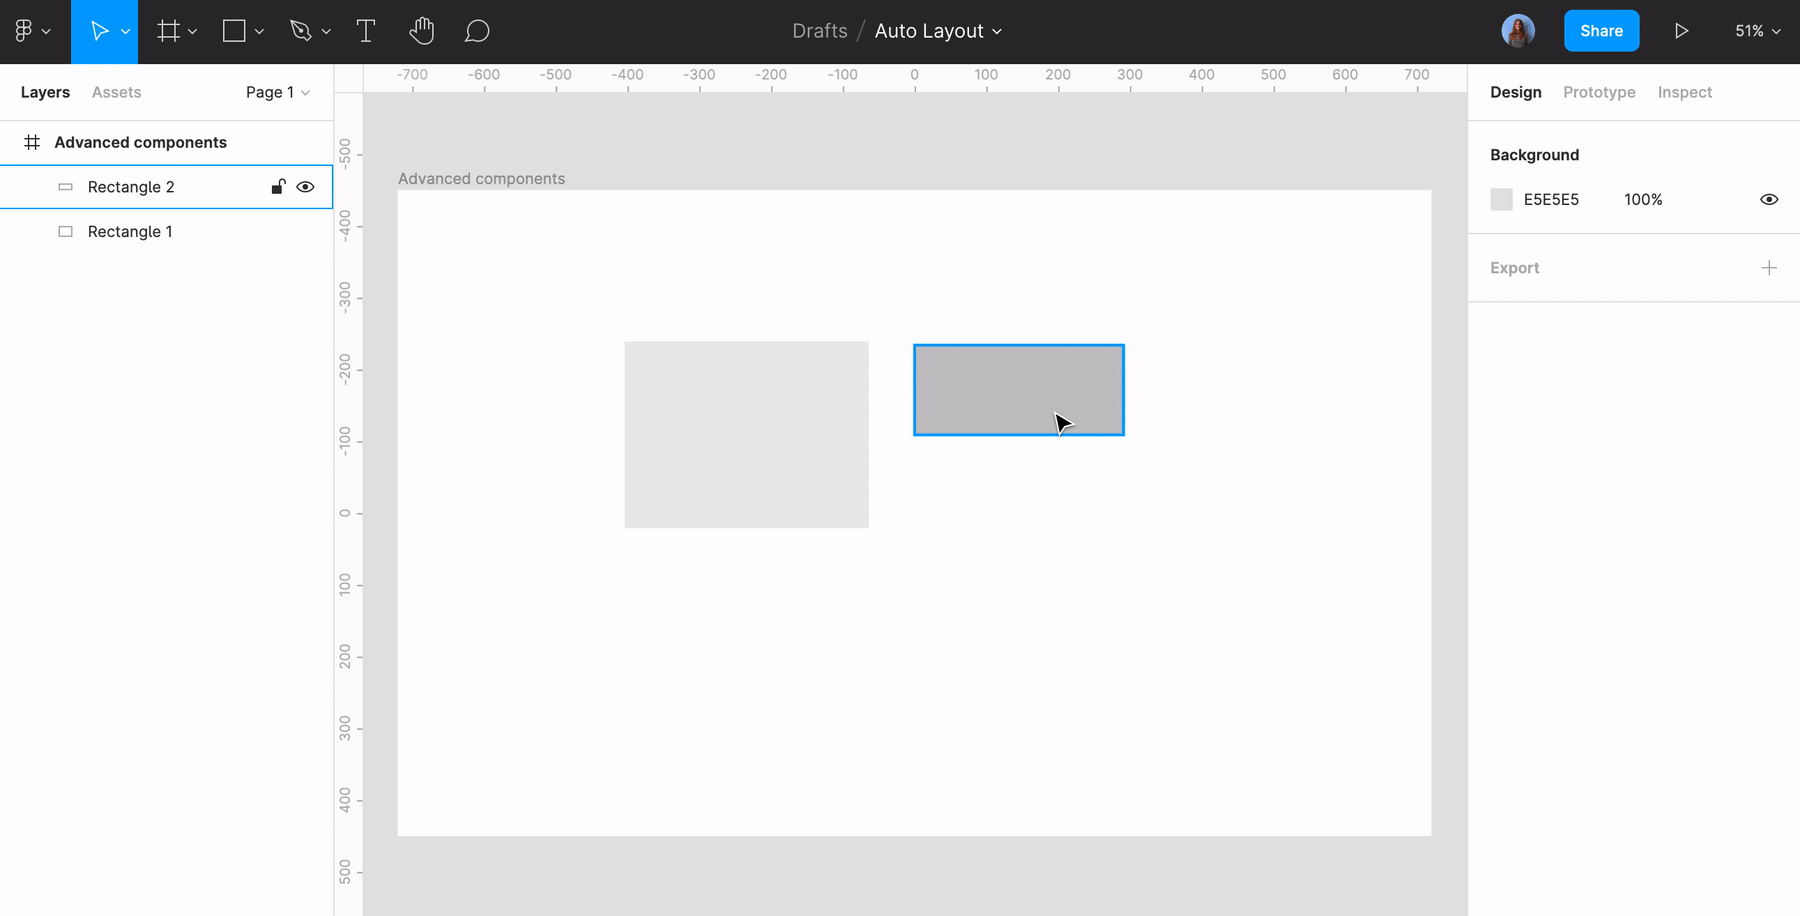 Drafts / Auto Layout
Share
51%
Layers
Assets
Page 1
Advanced components
Rectangle 2
Rectangle 1
-700 -600 -500 -400 -300 -200 -100 0 100 200 300 400 500 600 700
-500
-400
-300
-200
-100
0
100
200
300
400
500
Advanced components
Design
Prototype
Inspect
Background
E5E5E5 100%
Export